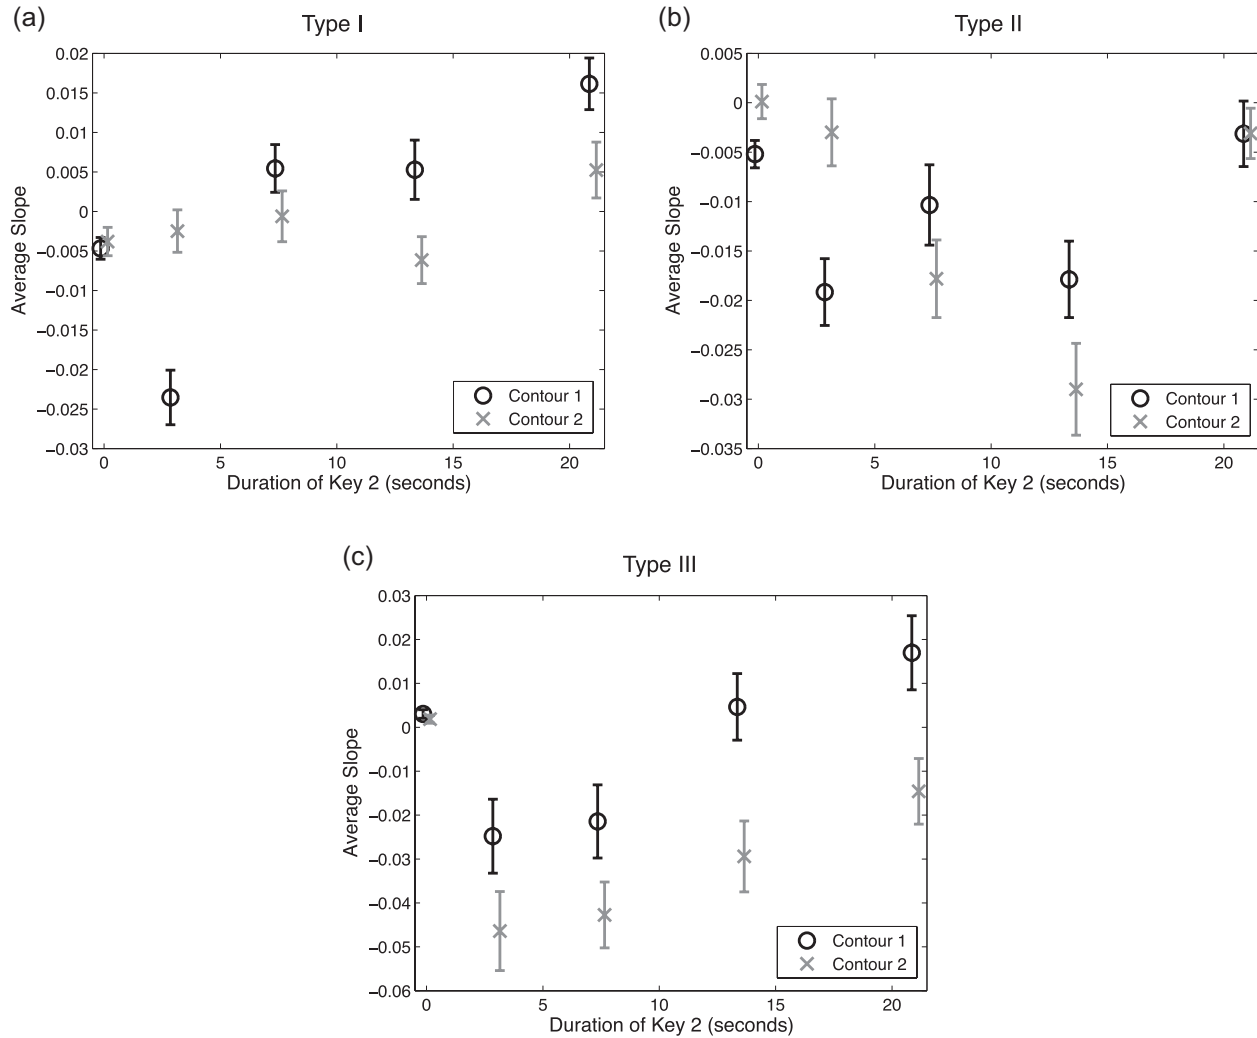 (a)
Type I
0.02
0.015
0.01
0.005
0
−0.005
−0.01
−0.015
−0.02
−0.025
−0.03
Average Slope
0 5 10 15 20
Duration of Key 2 (seconds)
Contour 1
Contour 2
(b)
Type II
0.005
0
−0.005
−0.01
−0.015
−0.02
−0.025
−0.03
−0.035
Average Slope
0 5 10 15 20
Duration of Key 2 (seconds)
Contour 1
Contour 2
(c)
Type III
0.03
0.02
0.01
0
−0.01
−0.02
−0.03
−0.04
−0.05
−0.06
Average Slope
0 5 10 15 20
Duration of Key 2 (seconds)
Contour 1
Contour 2